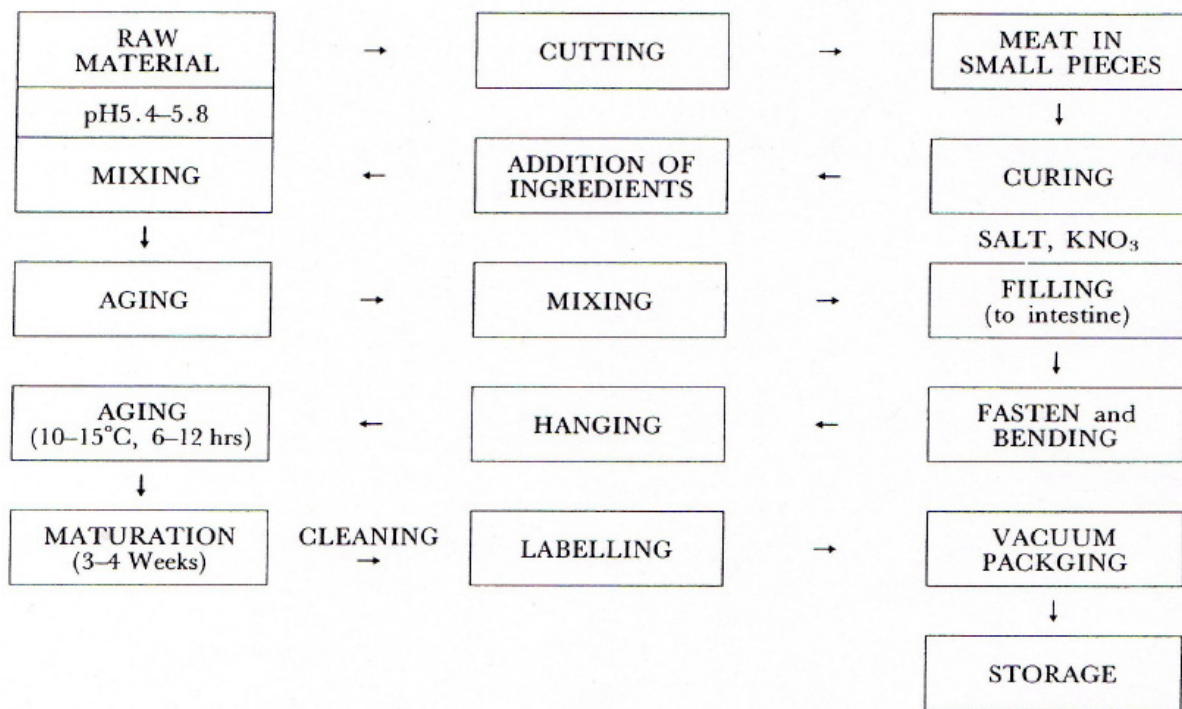 RAW
MATERIAL
→
CUTTING
→
MEAT IN
SMALL PIECES
pH5.4–5.8
↓
MIXING
←
ADDITION OF
INGREDIENTS
←
CURING
↓
SALT, KNO₃
AGING
→
MIXING
→
FILLING
(to intestine)
↓
AGING
(10–15°C, 6–12 hrs)
←
HANGING
←
FASTEN and
BENDING
↓
MATURATION
(3–4 Weeks)
CLEANING
→
LABELLING
→
VACUUM
PACKGING
↓
STORAGE